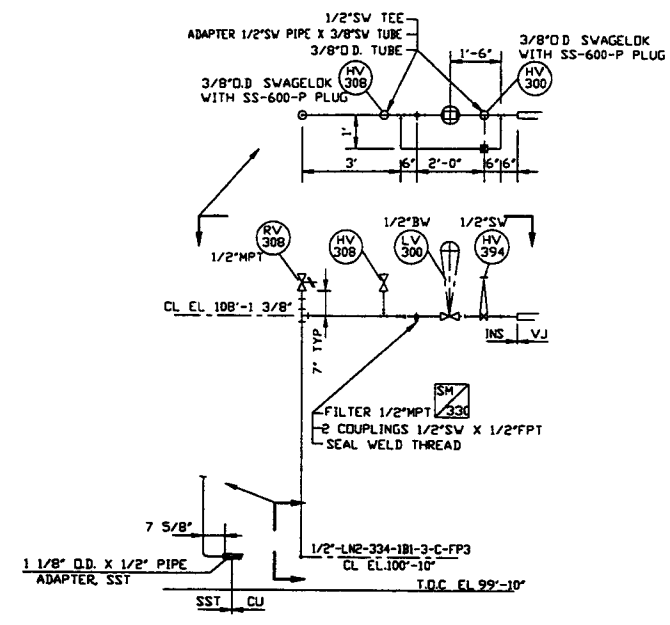 1/2"SW TEE
ADAPTER 1/2"SW PIPE X 3/8"SW TUBE
3/8"O.D. TUBE
3/8"O.D. SWAGELOK
WITH SS-600-P PLUG
HV
308
1'-6"
3/8"O.D SWAGELOK
WITH SS-600-P PLUG
HV
300
1'
3'
6"
2'-0"
6"
6"
RV
308
1/2"MPT
HV
308
1/2"BW
LV
300
1/2"SW
HV
394
CL EL 108'-1 3/8"
7" TYP
INS
VJ
FILTER 1/2"MPT
SM
330
2 COUPLINGS 1/2"SW X 1/2"FPT
SEAL WELD THREAD
7 5/8"
1 1/8" O.D. X 1/2" PIPE
ADAPTER, SST
1/2"-LN2-334-1B1-3-C-FP3
CL EL.100'-10"
T.O.C EL 99'-10"
SST
CU